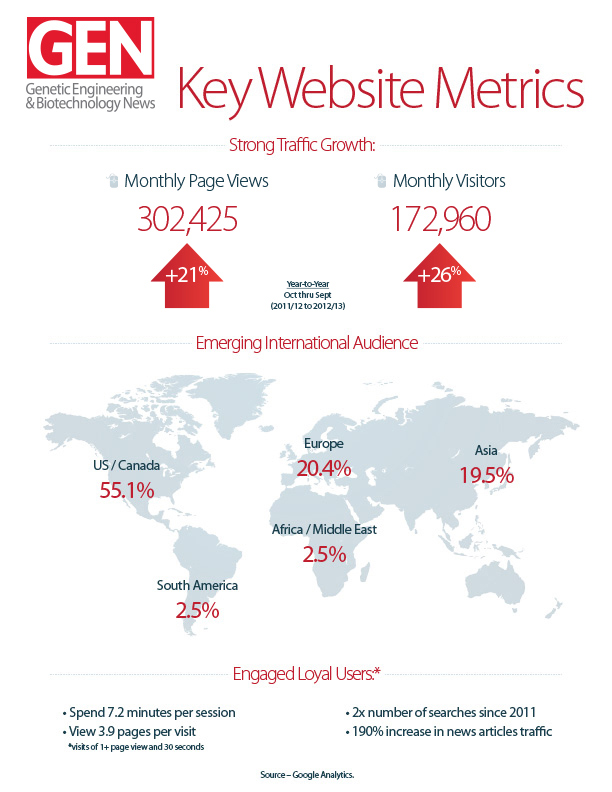 GEN
Genetic Engineering
& Biotechnology News
Key Website Metrics
Strong Traffic Growth:
Monthly Page Views
302,425
+21%
Monthly Visitors
172,960
+26%
Year-to-Year
Oct thru Sept
(2011/12 to 2012/13)
Emerging International Audience
US / Canada
55.1%
Europe
20.4%
Asia
19.5%
Africa / Middle East
2.5%
South America
2.5%
Engaged Loyal Users:*
• Spend 7.2 minutes per session
• View 3.9 pages per visit
*visits of 1+ page view and 30 seconds
• 2x number of searches since 2011
• 190% increase in news articles traffic
Source – Google Analytics.